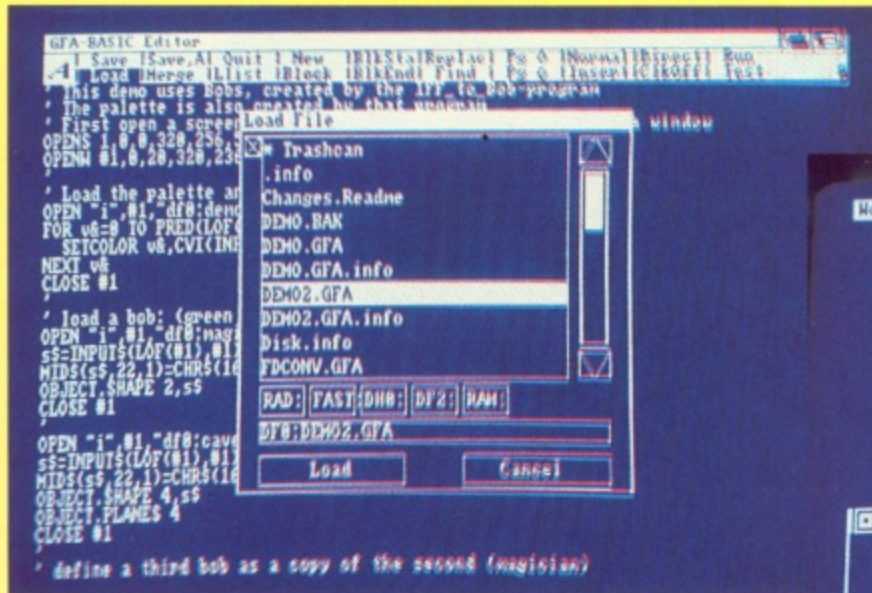 GFA-BASIC Editor
Save |Save,A| Quit | New |BlkSta|Replac| Pg |Normal|Direct| Run
Load |Merge |Llist |Block |BlkEnd| Find | Pg |Insert|ClkOff| Test
' This demo uses Bobs, created by the IFF_to_Bob-program
' The palette is also created by that program
' First open a screen
window
OPENS 1,0,0,320,256,
OPENW #1,0,20,320,236
'
' Load the palette an
OPEN "i",#1,"df0:demo
FOR v&=0 TO PRED(LOF(
SETCOLOR v&,CVI(INP
NEXT v&
CLOSE #1
'
' load a bob: (green
OPEN "i",#1,"df0:magi
s$=INPUT$(LOF(#1),#1)
MID$(s$,22,1)=CHR$(16
OBJECT.SHAPE 2,s$
CLOSE #1
'
OPEN "i",#1,"df0:cave
s$=INPUT$(LOF(#1),#1)
MID$(s$,22,1)=CHR$(16
OBJECT.SHAPE 4,s$
OBJECT.PLANES 4
CLOSE #1
'
' define a third bob as a copy of the second (magician)
Load File
* Trashcan
.info
Changes.Readme
DEMO.BAK
DEMO.GFA
DEMO.GFA.info
DEMO2.GFA
DEMO2.GFA.info
Disk.info
FDCONV.GFA
RAD: FAST DH0: DF2: RAM:
DF0:DEMO2.GFA
Load Cancel